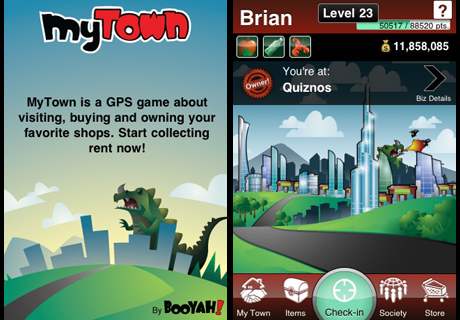 myTOWN
MyTown is a GPS game about
visiting, buying and owning your
favorite shops. Start collecting
rent now!
By BOOYAH!
Brian
Level 23
?
50517 / 88520 pts
11,858,085
Owner!
You're at:
Quiznos
Biz Details
My Town
Items
Check-in
Society
Store